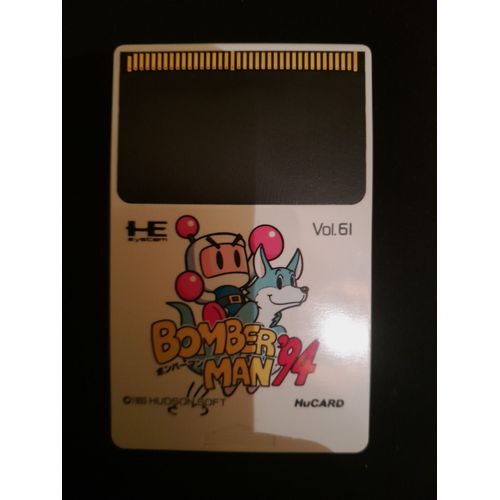 HE
system
Vol.61
BOMBER
ボンバーマン
MAN '94
©1993 HUDSON SOFT
HuCARD